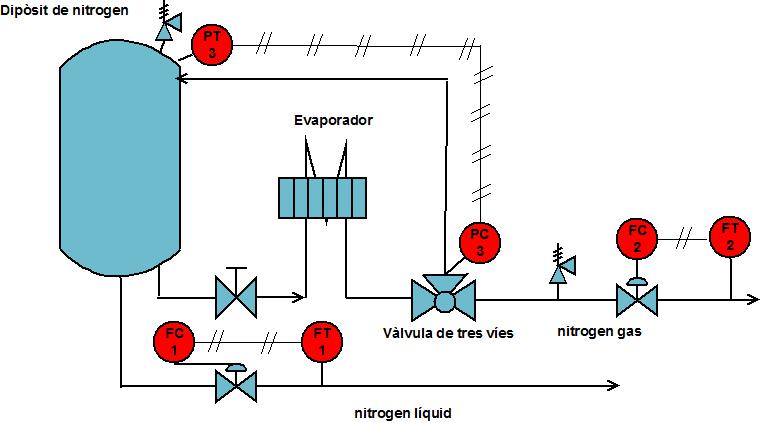 Dipòsit de nitrogen
PT
3
Evaporador
PC
3
FC
2
FT
2
Vàlvula de tres víes
nitrogen gas
FC
1
FT
1
nitrogen líquid